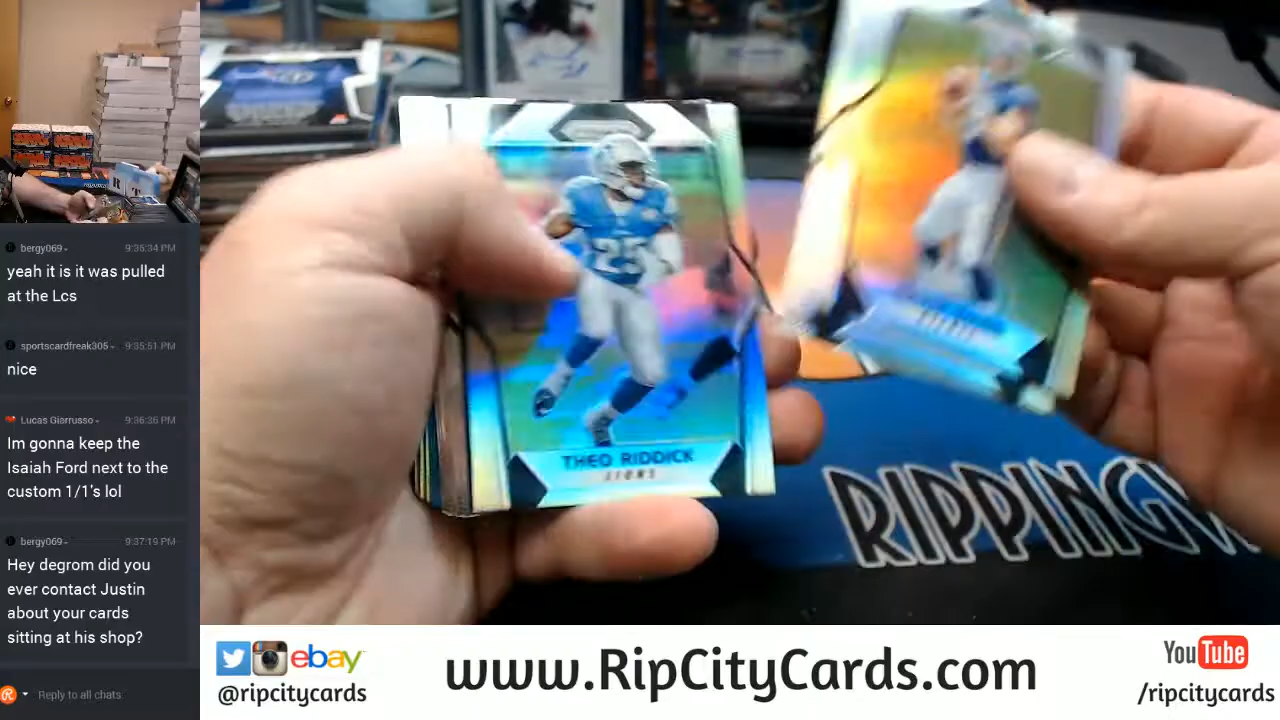 bergy069
9:35:34 PM
yeah it is it was pulled
at the Lcs
sportscardfreak305
9:35:51 PM
nice
Lucas Giarrusso
9:36:36 PM
Im gonna keep the
Isaiah Ford next to the
custom 1/1's lol
bergy069
9:37:19 PM
Hey degrom did you
ever contact Justin
about your cards
sitting at his shop?
Reply to all chats
25
THEO RIDDICK
LIONS
RIPPINGW
ebay
@ripcitycards
www.RipCityCards.com
YouTube
/ripcitycards